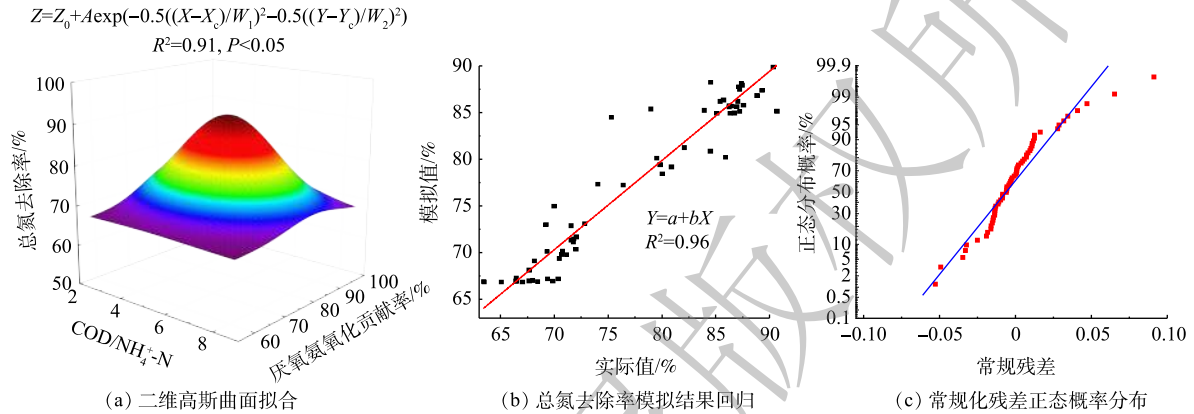 Z=Z₀+Aexp(−0.5((X−X꜀)/W₁)²−0.5((Y−Y꜀)/W₂)²)
R²=0.91, P<0.05
100
90
80
70
60
50
总氮去除率/%
2
4
6
8
COD/NH₄⁺-N
60
70
80
90
100
厌氧氨氧化贡献率/%
(a) 二维高斯曲面拟合
90
85
80
75
70
65
模拟值/%
Y=a+bX
R²=0.96
65
70
75
80
85
90
实际值/%
(b) 总氮去除率模拟结果回归
99.9
99
95
90
70
50
30
10
5
2
0.5
0.1
正态分布概率/%
−0.10
−0.05
0
0.05
0.10
常规残差
(c) 常规化残差正态概率分布
版权所